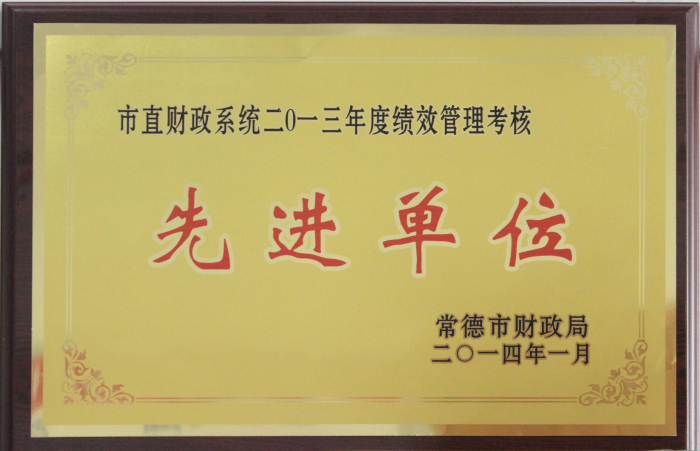 市直财政系统二0一三年度绩效管理考核
先进单位
常德市财政局
二〇一四年一月